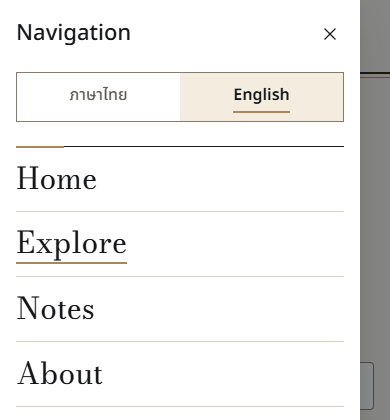 Navigation
ภาษาไทย
English
Home
Explore
Notes
About